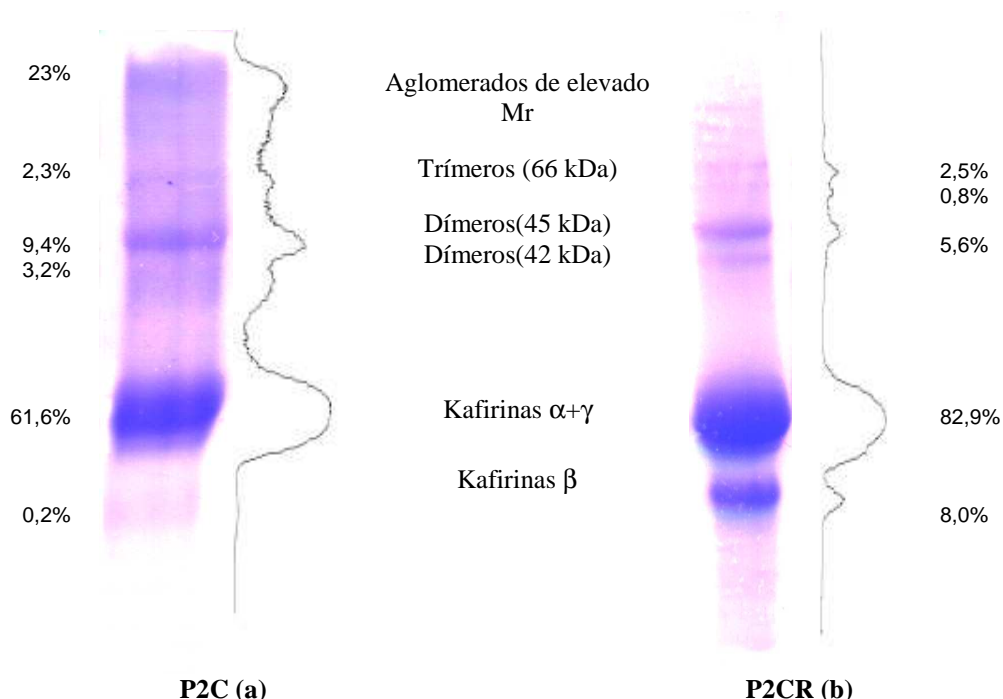 23%
2,3%
9,4%
3,2%
61,6%
0,2%
Aglomerados de elevado
Mr
Trímeros (66 kDa)
Dímeros(45 kDa)
Dímeros(42 kDa)
Kafirinas α+γ
Kafirinas β
2,5%
0,8%
5,6%
82,9%
8,0%
P2C (a)
P2CR (b)